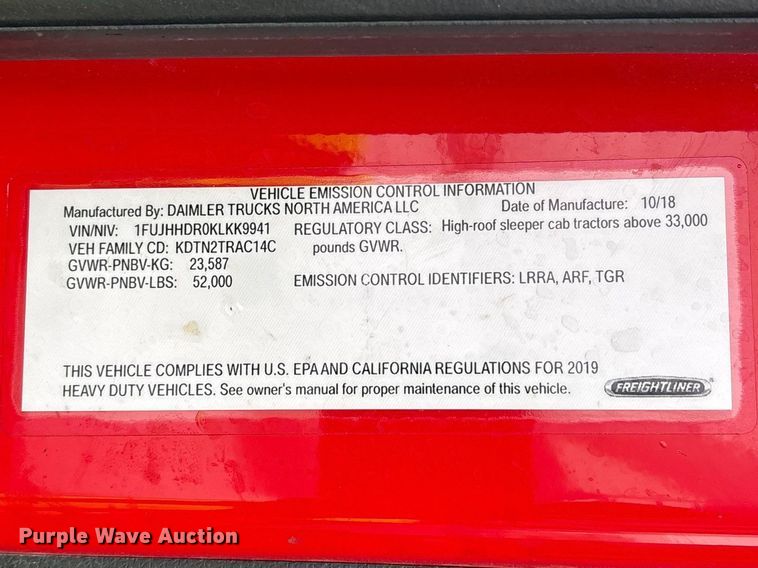 VEHICLE EMISSION CONTROL INFORMATION
Manufactured By: DAIMLER TRUCKS NORTH AMERICA LLC Date of Manufacture: 10/18
VIN/NIV: 1FUJHHDR0KLKK9941 REGULATORY CLASS: High-roof sleeper cab tractors above 33,000
VEH FAMILY CD: KDTN2TRAC14C pounds GVWR.
GVWR-PNBV-KG: 23,587
GVWR-PNBV-LBS: 52,000 EMISSION CONTROL IDENTIFIERS: LRRA, ARF, TGR
THIS VEHICLE COMPLIES WITH U.S. EPA AND CALIFORNIA REGULATIONS FOR 2019
HEAVY DUTY VEHICLES. See owner's manual for proper maintenance of this vehicle.
FREIGHTLINER
Purple Wave Auction